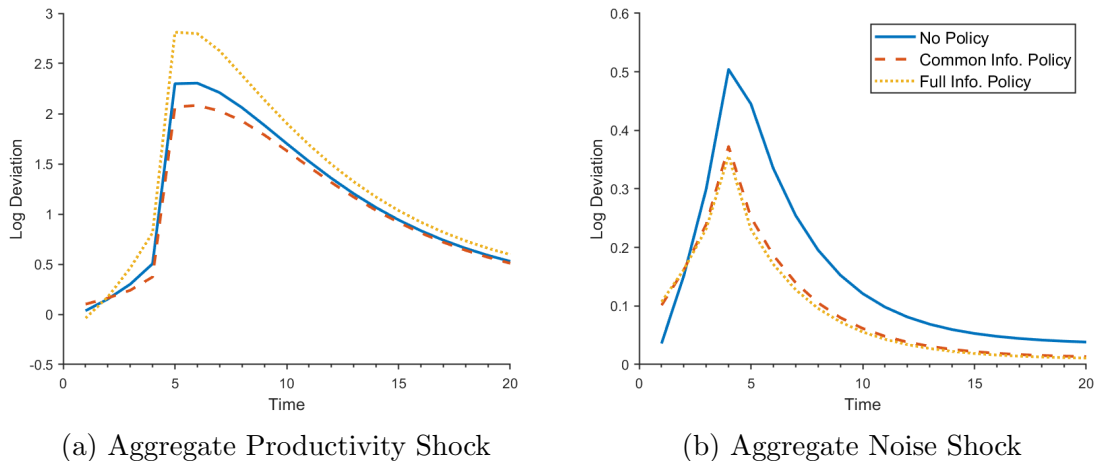 3
2.5
2
1.5
1
0.5
0
-0.5
Log Deviation
0 5 10 15 20
Time
(a) Aggregate Productivity Shock
0.6
0.5
0.4
0.3
0.2
0.1
0
Log Deviation
No Policy
Common Info. Policy
Full Info. Policy
0 5 10 15 20
Time
(b) Aggregate Noise Shock